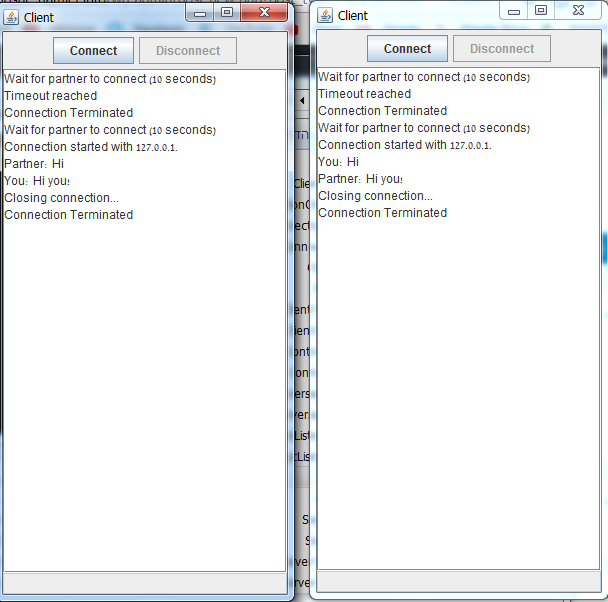 Client
Connect Disconnect
Wait for partner to connect (10 seconds)
Timeout reached
Connection Terminated
Wait for partner to connect (10 seconds)
Connection started with 127.0.0.1.
Partner: Hi
You: Hi you!
Closing connection...
Connection Terminated
Client
Connect Disconnect
Wait for partner to connect (10 seconds)
Timeout reached
Connection Terminated
Wait for partner to connect (10 seconds)
Connection started with 127.0.0.1.
You: Hi
Partner: Hi you!
Closing connection...
Connection Terminated